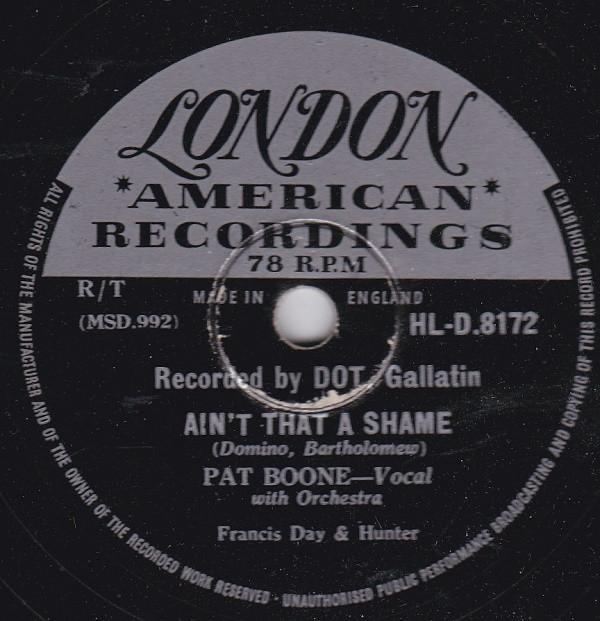 LONDON
*AMERICAN*
RECORDINGS
78 R.P.M
R/T
MADE IN ENGLAND
(MSD.992)
HL-D.8172
Recorded by DOT, Gallatin
AIN'T THAT A SHAME
(Domino, Bartholomew)
PAT BOONE—Vocal
with Orchestra
Francis Day & Hunter
ALL RIGHTS OF THE MANUFACTURER AND OF THE OWNER OF THE RECORDED WORK RESERVED · UNAUTHORISED PUBLIC PERFORMANCE BROADCASTING AND COPYING OF THIS RECORD PROHIBITED